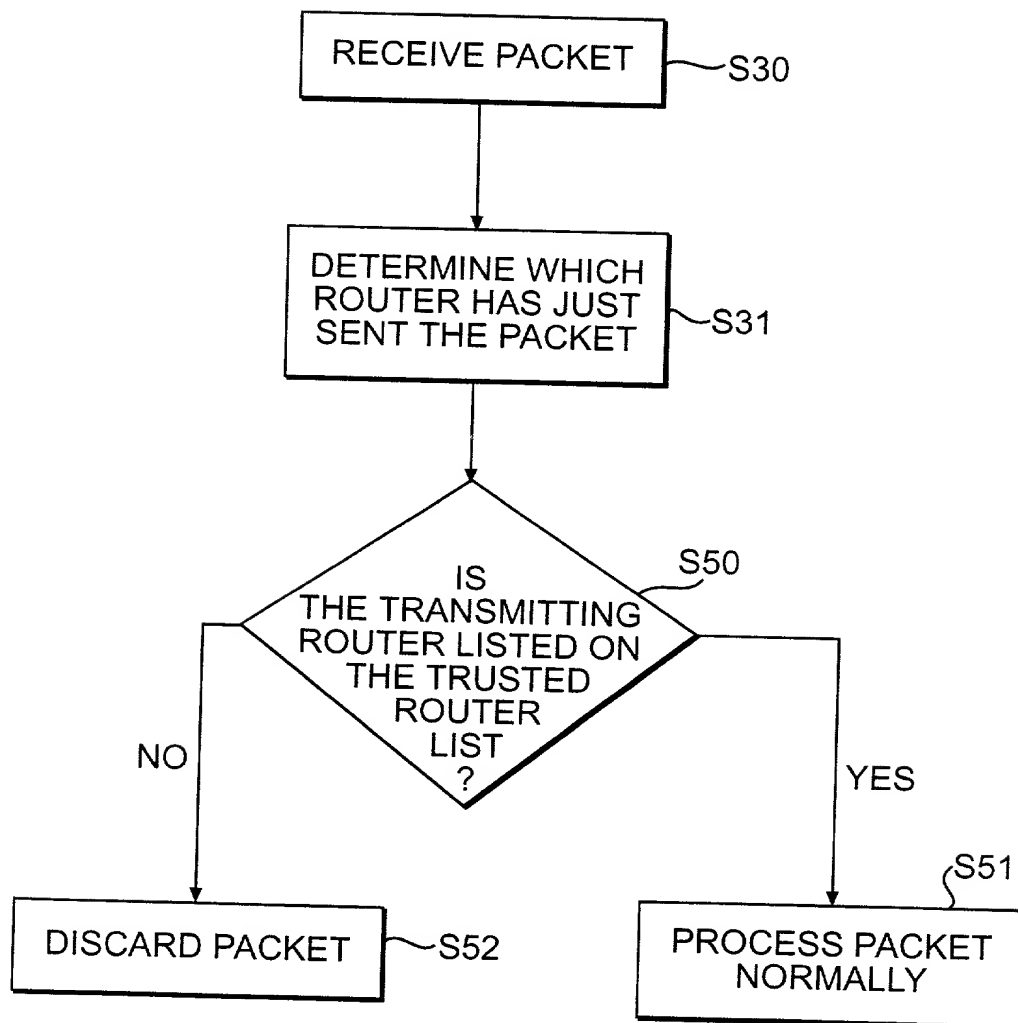 RECEIVE PACKET
S30
DETERMINE WHICH
ROUTER HAS JUST
SENT THE PACKET
S31
S50
IS
THE TRANSMITTING
ROUTER LISTED ON
THE TRUSTED
ROUTER
LIST
?
NO
YES
DISCARD PACKET
S52
S51
PROCESS PACKET
NORMALLY